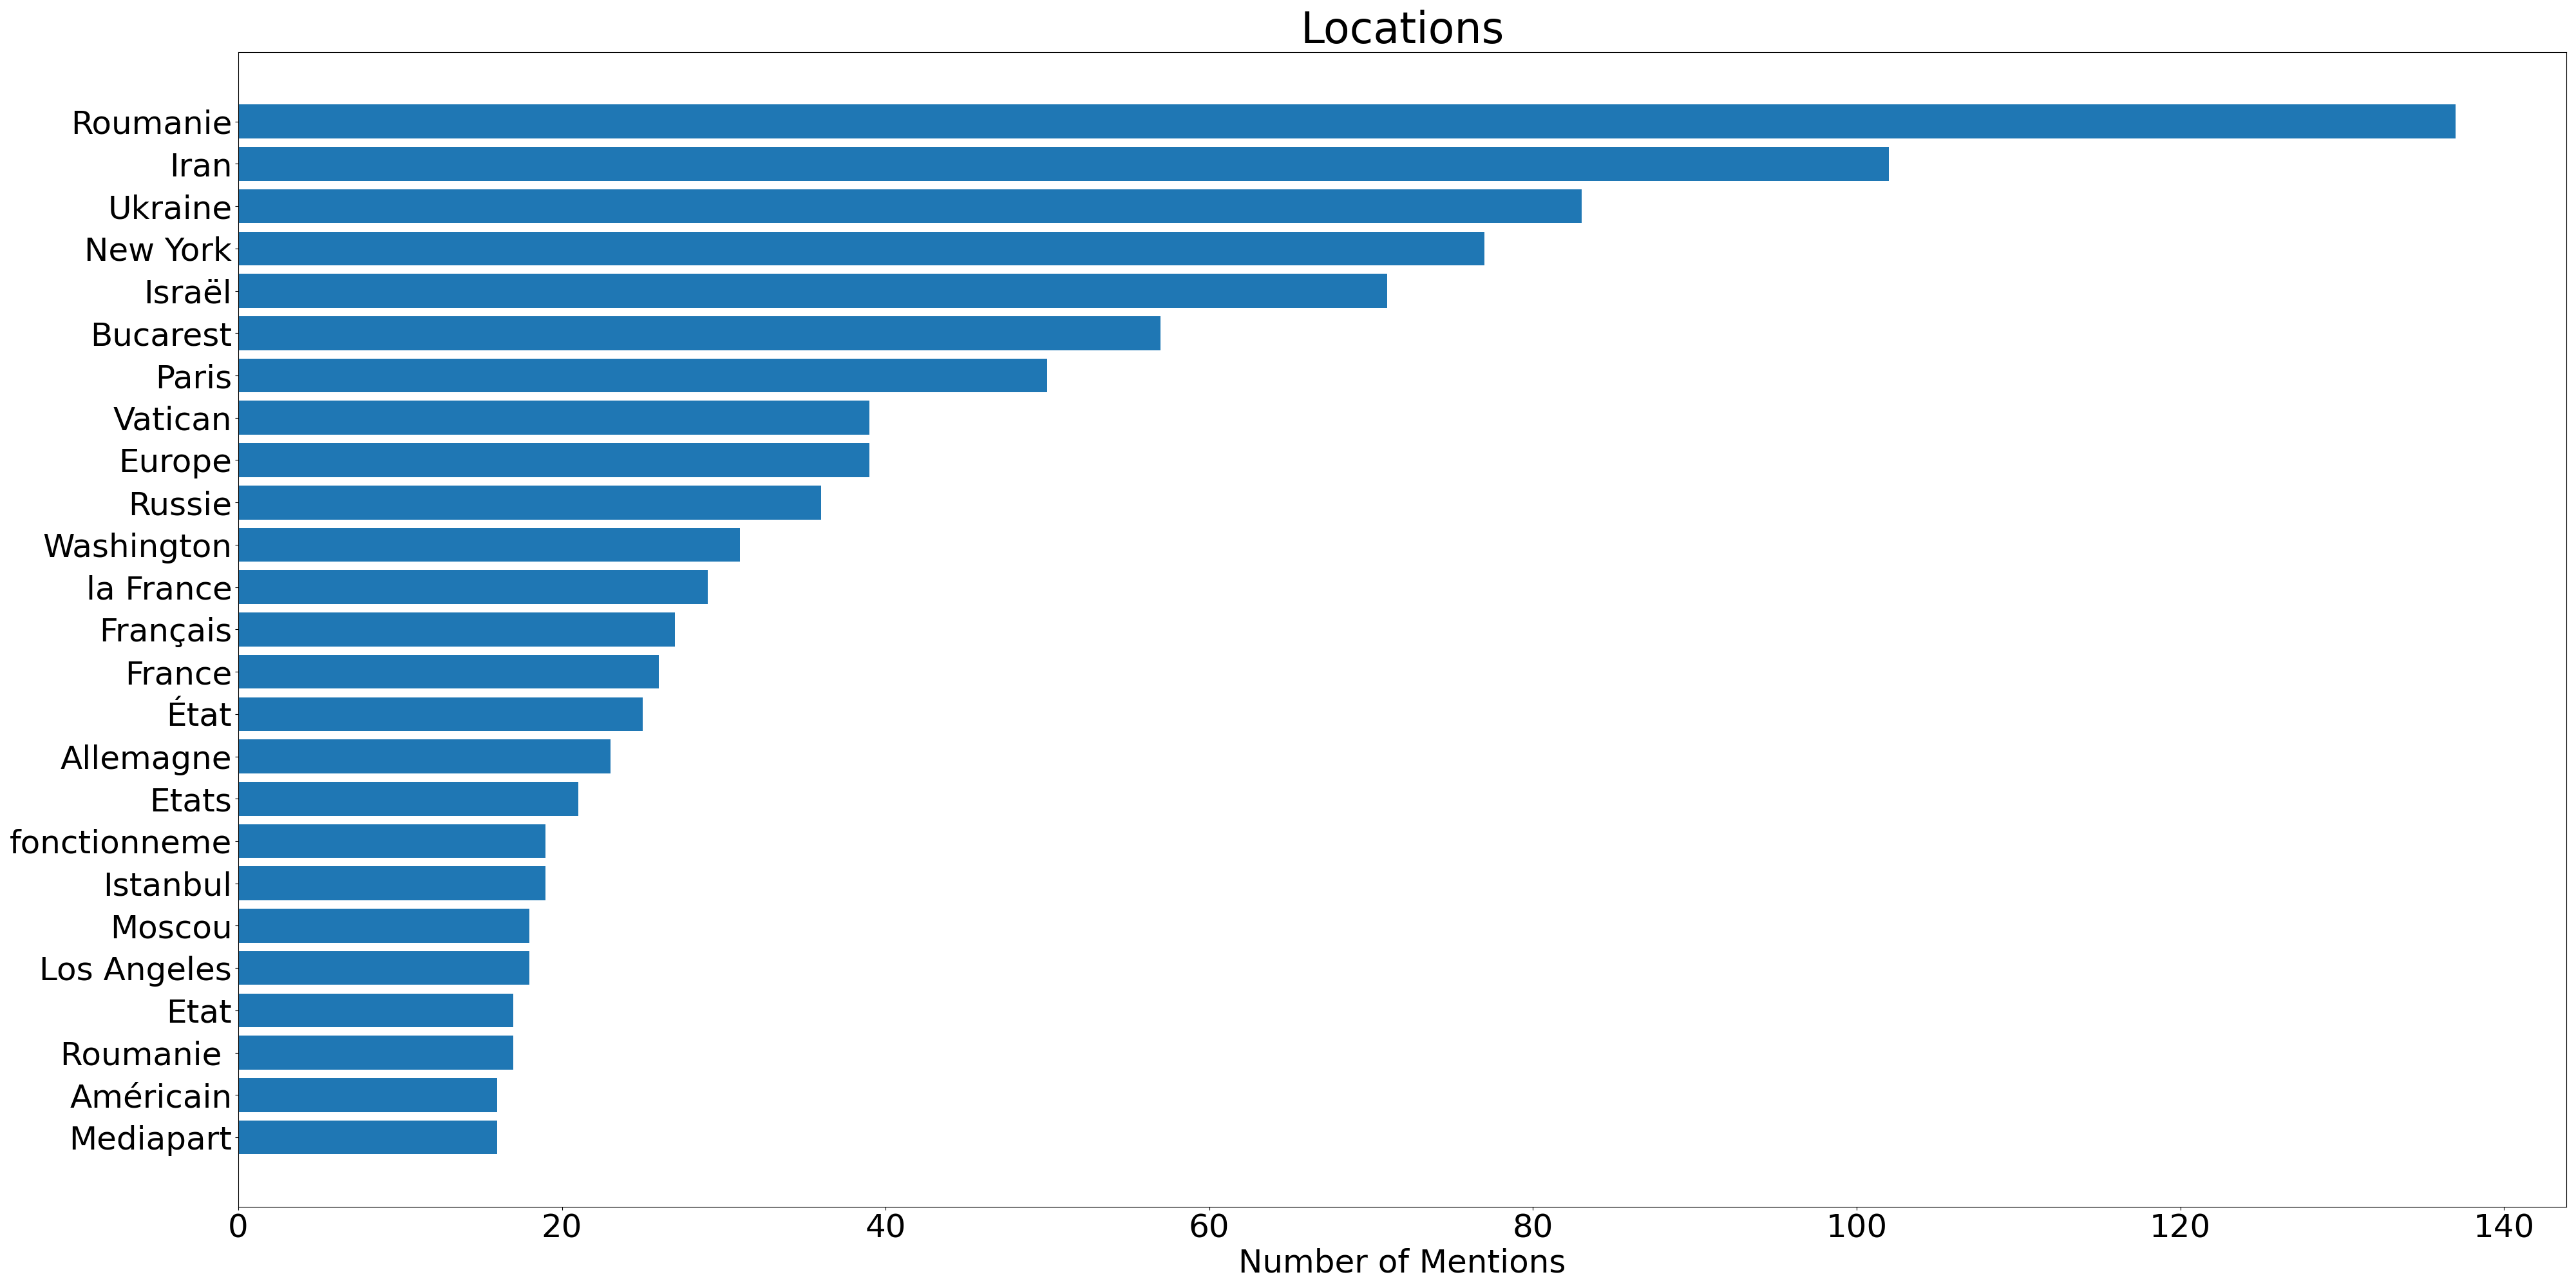 Locations
Roumanie
Iran
Ukraine
New York
Israël
Bucarest
Paris
Vatican
Europe
Russie
Washington
la France
Français
France
État
Allemagne
Etats
fonctionneme
Istanbul
Moscou
Los Angeles
Etat
Roumanie
Américain
Mediapart
0 20 40 60 80 100 120 140
Number of Mentions